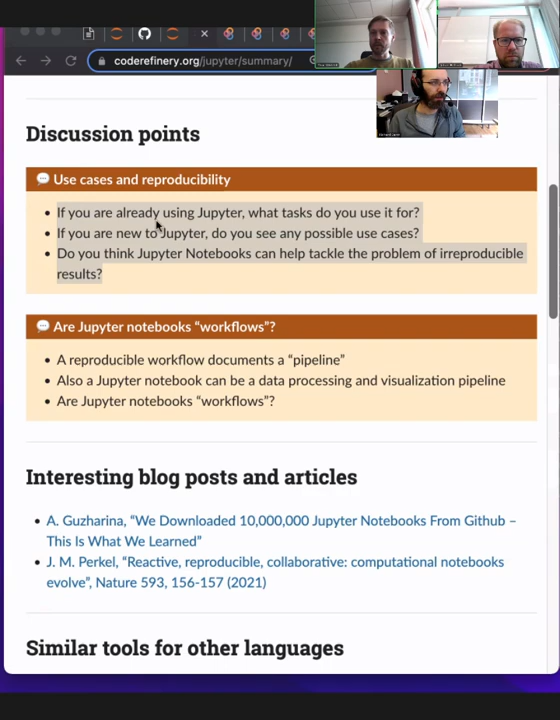 coderefinery.org/jupyter/summary/
Discussion points
Use cases and reproducibility
If you are already using Jupyter, what tasks do you use it for?
If you are new to Jupyter, do you see any possible use cases?
Do you think Jupyter Notebooks can help tackle the problem of irreproducible
results?
Are Jupyter notebooks “workflows”?
A reproducible workflow documents a “pipeline”
Also a Jupyter notebook can be a data processing and visualization pipeline
Are Jupyter notebooks “workflows”?
Interesting blog posts and articles
A. Guzharina, “We Downloaded 10,000,000 Jupyter Notebooks From Github –
This Is What We Learned”
J. M. Perkel, “Reactive, reproducible, collaborative: computational notebooks
evolve”, Nature 593, 156-157 (2021)
Similar tools for other languages